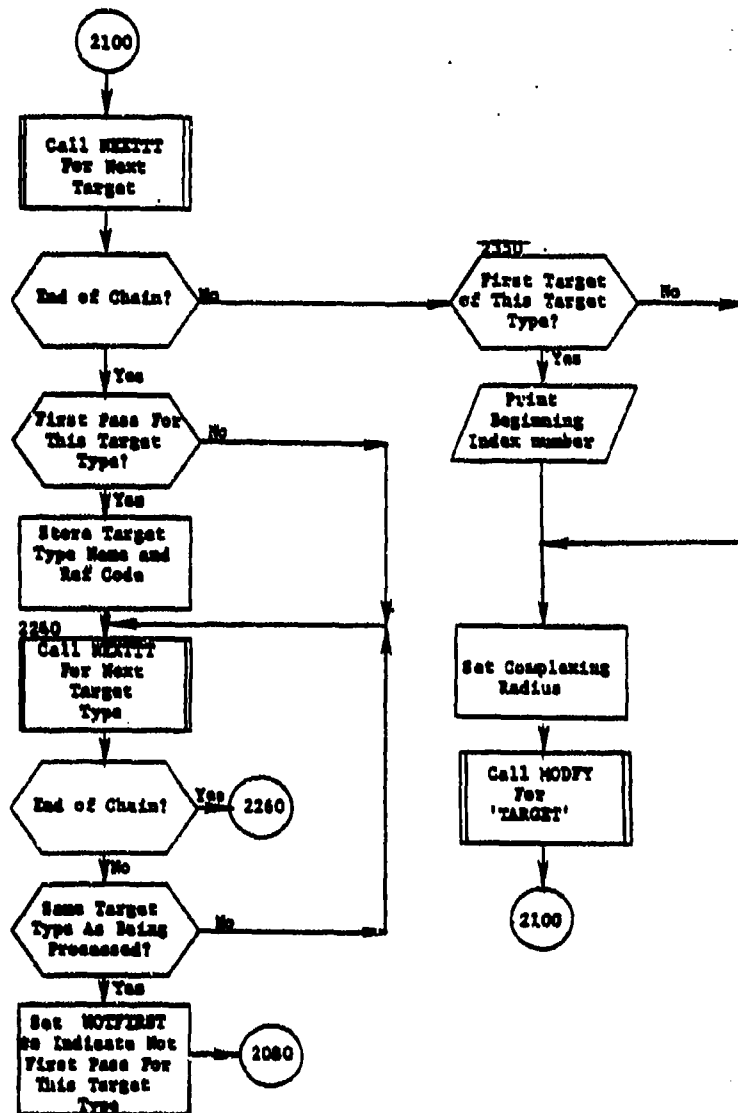 2100
Call NEXTTT
For Next
Target
End of Chain?
No
Yes
First Pass For
This Target
Type?
No
Yes
Store Target
Type Name and
Ref Code
2240
Call NEXTTT
For Next
Target
Type
End of Chain?
Yes
2260
No
Same Target
Type As Being
Processed?
No
Yes
Set NOTFIRST
to Indicate Not
First Pass For
This Target
Type
2080
2350
First Target
of This Target
Type?
No
Yes
Print
Beginning
Index number
Set Complexing
Radius
Call MODFY
For
'TARGET'
2100